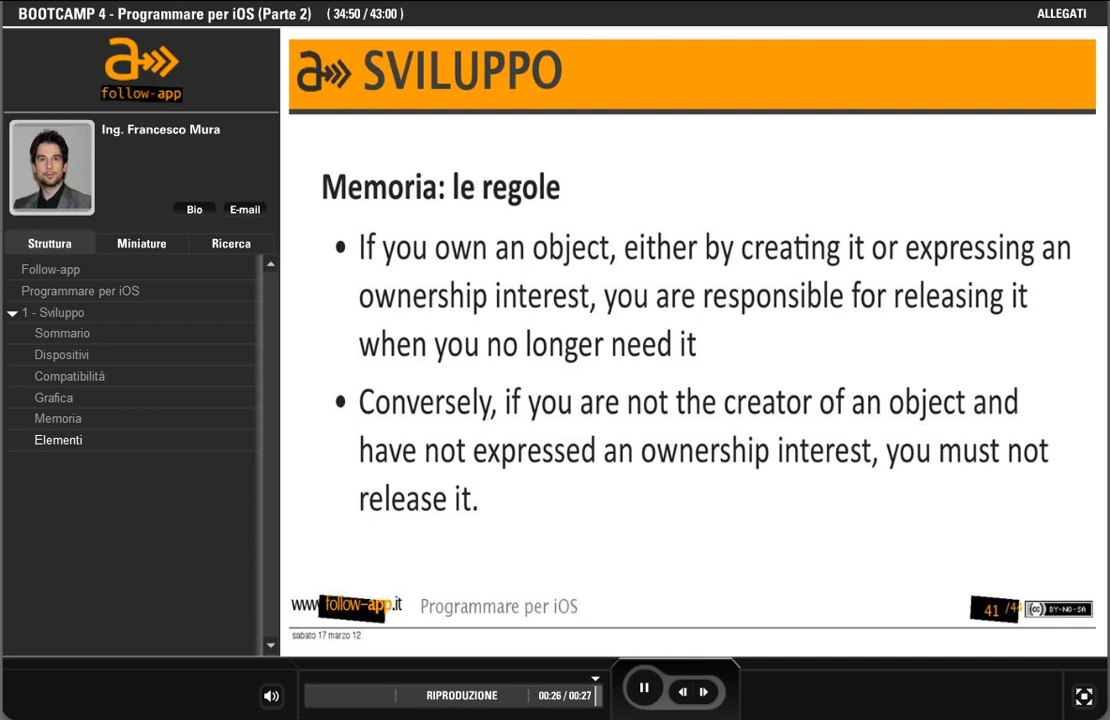 BOOTCAMP 4 - Programmare per iOS (Parte 2) ( 34:50 / 43:00 )
ALLEGATI
a
follow-app
Ing. Francesco Mura
Bio
E-mail
Struttura
Miniature
Ricerca
Follow-app
Programmare per iOS
1 - Sviluppo
Sommario
Dispositivi
Compatibilità
Grafica
Memoria
Elementi
a SVILUPPO
Memoria: le regole
• If you own an object, either by creating it or expressing an
ownership interest, you are responsible for releasing it
when you no longer need it
• Conversely, if you are not the creator of an object and
have not expressed an ownership interest, you must not
release it.
www.follow-app.it
Programmare per iOS
41
(cc) BY-NO-SA
sabato 17 marzo 12
RIPRODUZIONE
00:26 / 00:27